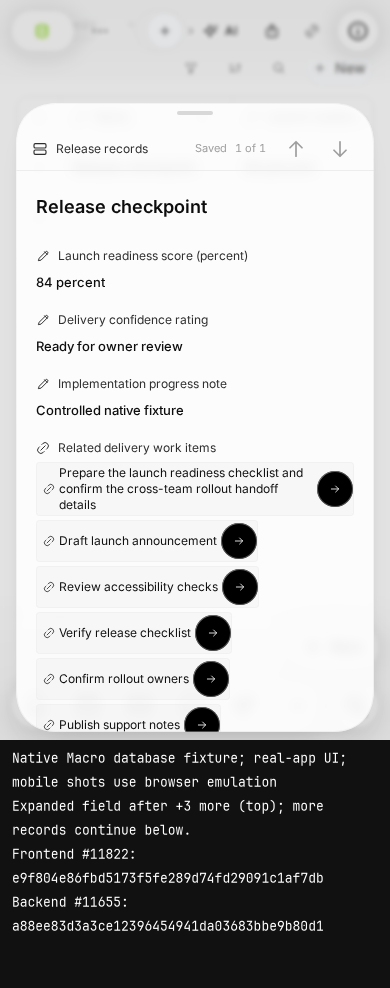 AI
New
Release records
Saved 1 of 1
Release checkpoint
Launch readiness score (percent)
84 percent
Delivery confidence rating
Ready for owner review
Implementation progress note
Controlled native fixture
Related delivery work items
Prepare the launch readiness checklist and
confirm the cross-team rollout handoff
details
Draft launch announcement
Review accessibility checks
Verify release checklist
Confirm rollout owners
Publish support notes
Native Macro database fixture; real-app UI;
mobile shots use browser emulation
Expanded field after +3 more (top); more
records continue below.
Frontend #11822:
e9f804e86fbd5173f5fe289d74fd29091c1af7db
Backend #11655:
a88ee83d3a3ce12396454941da03683bbe9b80d1